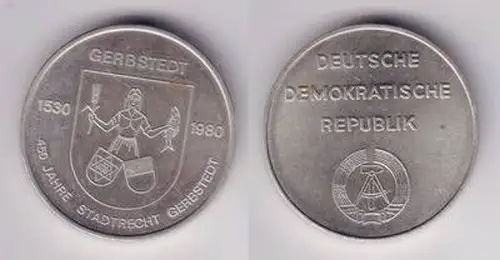 GERBSTEDT
1530
1980
450 JAHRE STADTRECHT GERBSTEDT
DEUTSCHE
DEMOKRATISCHE
REPUBLIK